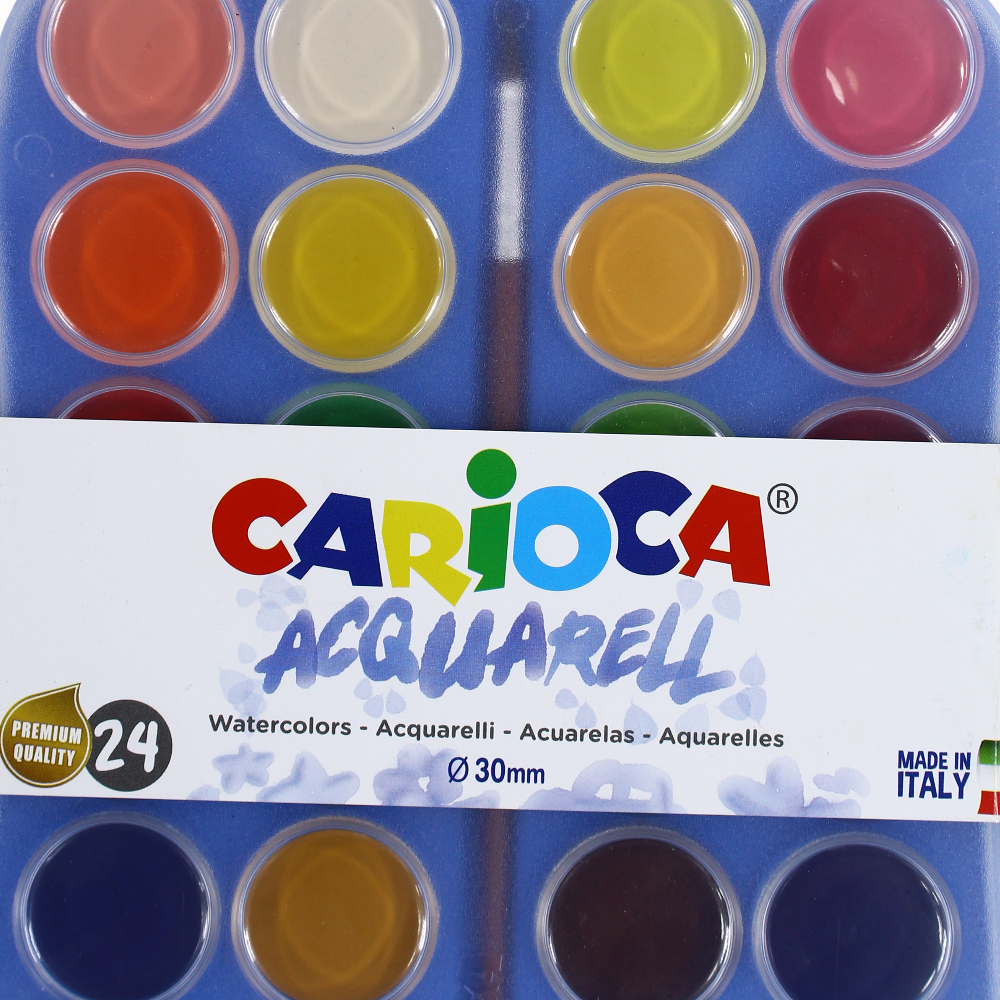 CARiOCA®
ACQUARELL
Watercolors - Acquarelli - Acuarelas - Aquarelles
Ø 30mm
PREMIUM
QUALITY
24
MADE IN
ITALY